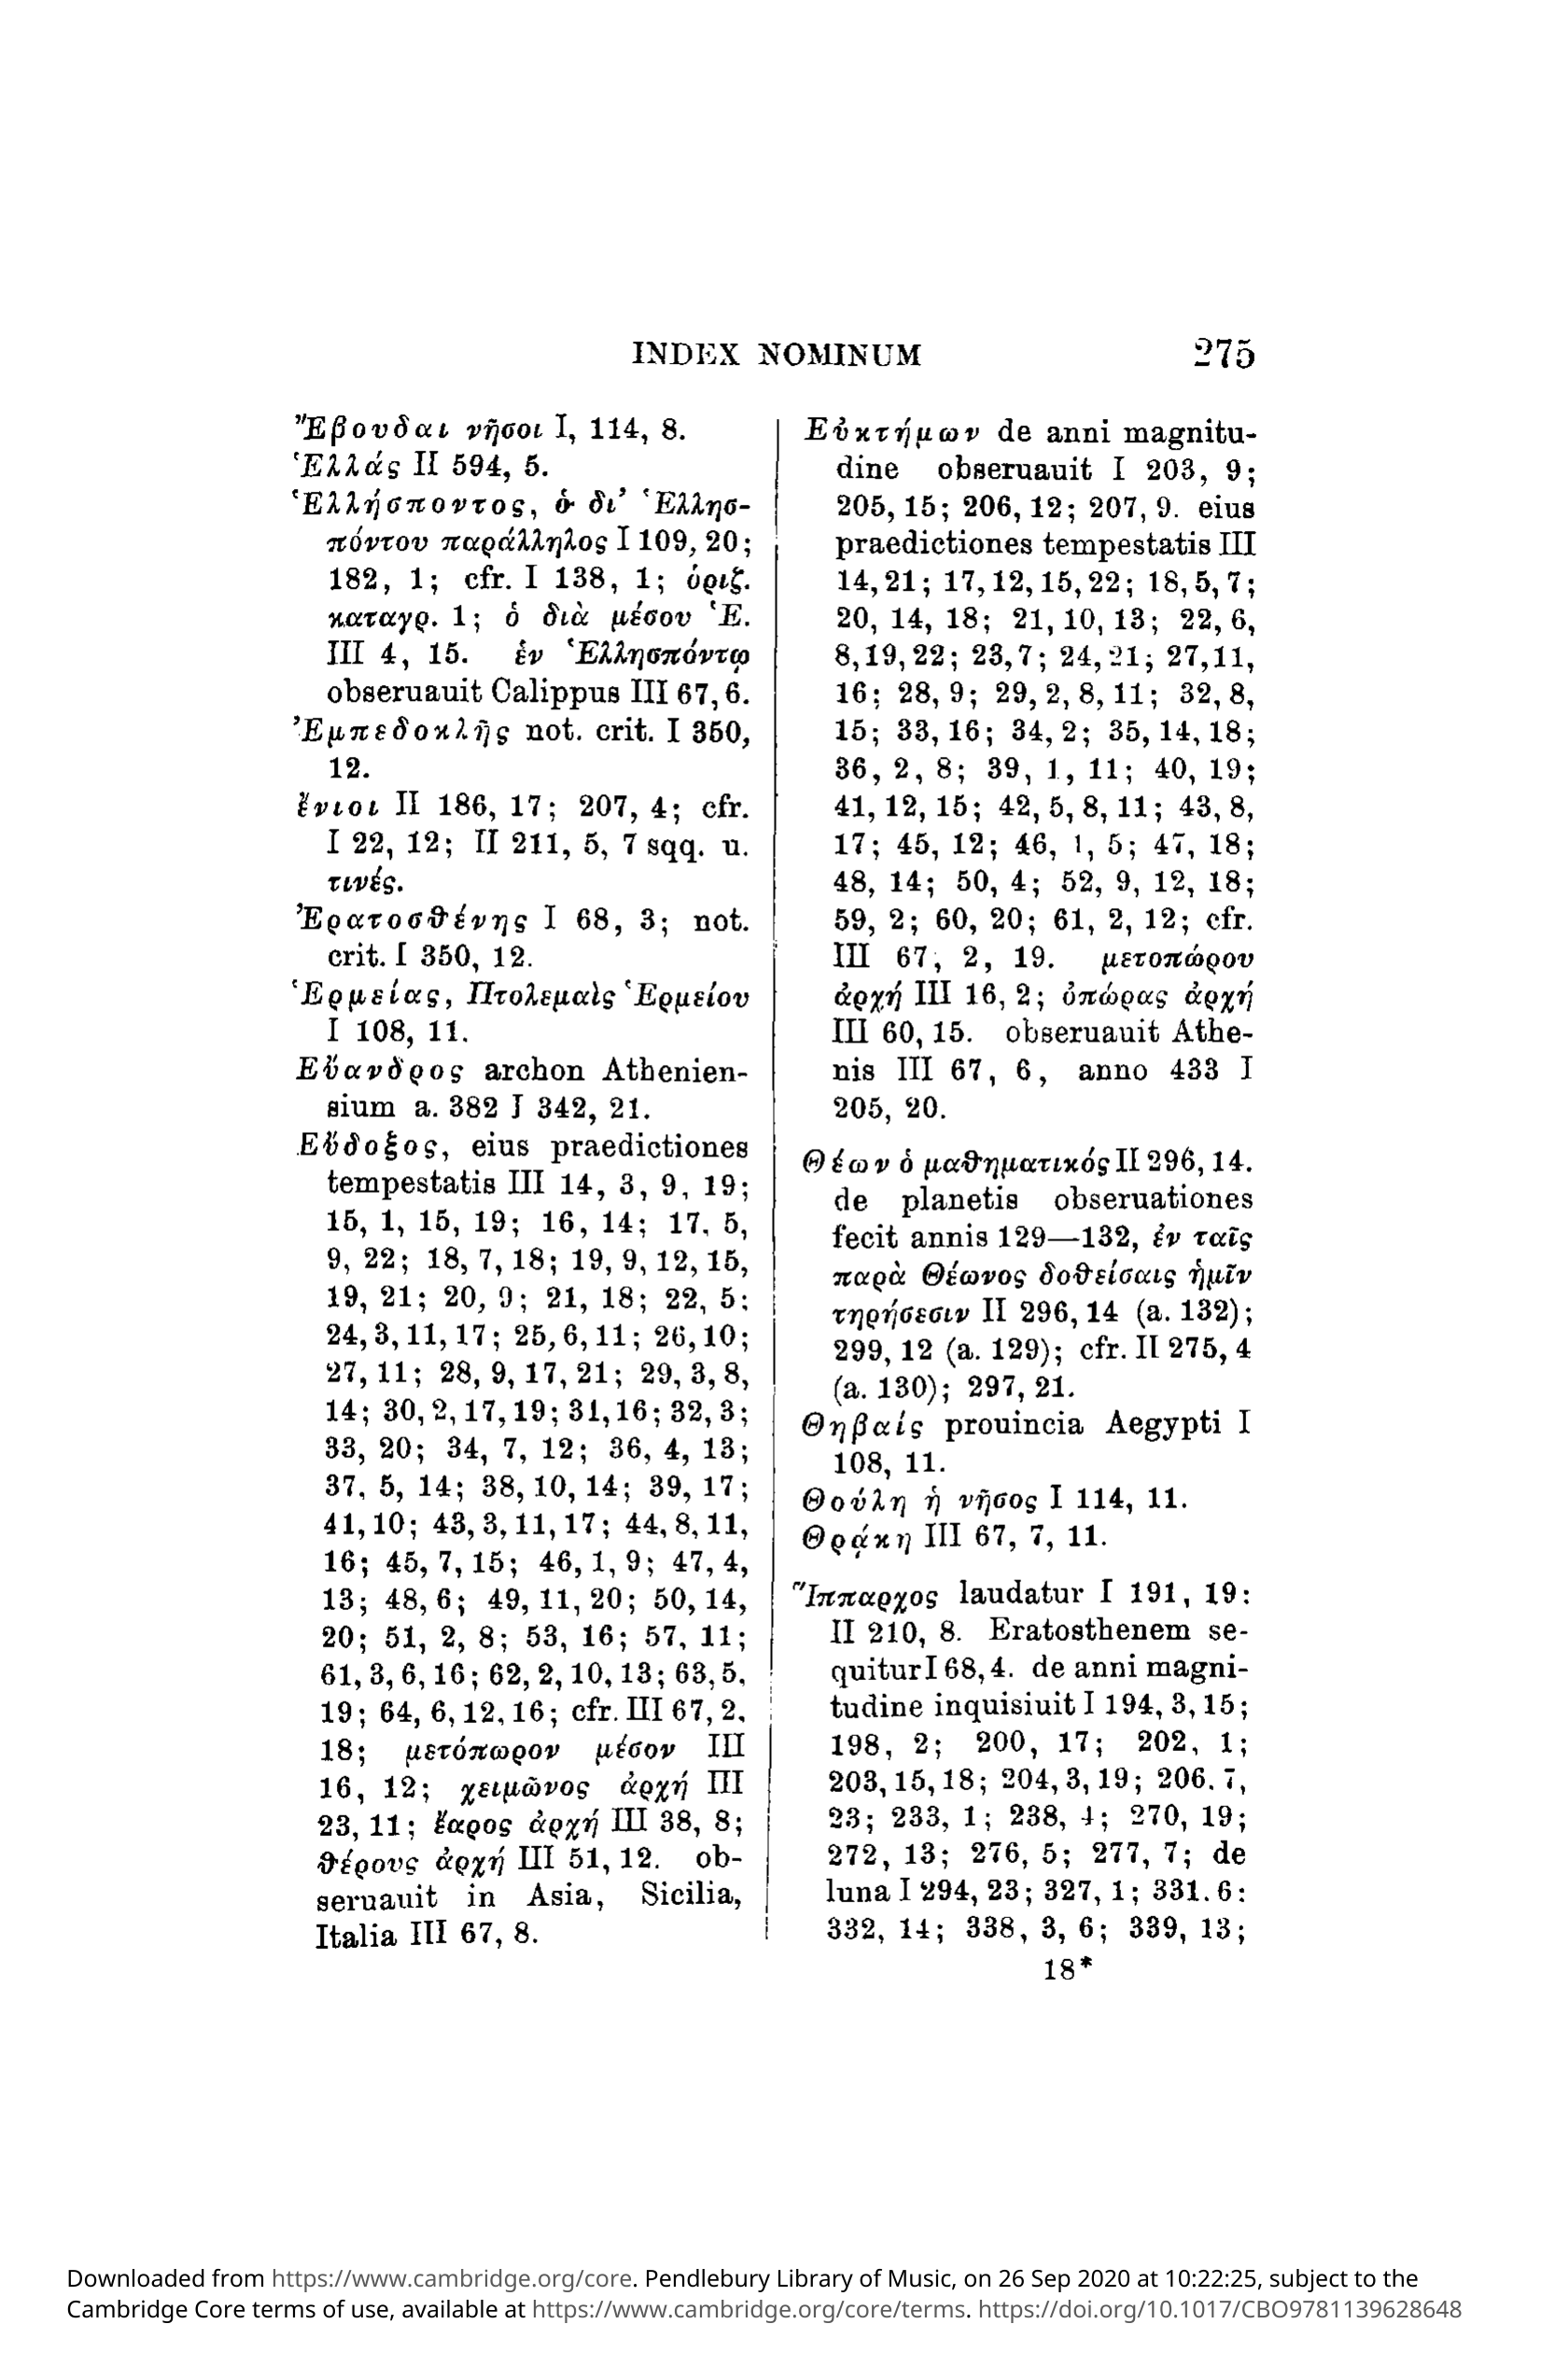 INDEX NOMINUM 275
Ἔβουδαι νῆσοι I, 114, 8.
Ἑλλάς II 594, 5.
Ἑλλήσποντος, ὁ δι’ Ἑλλησ-
πόντου παράλληλος I 109, 20;
182, 1; cfr. I 138, 1; ὁριζ.
καταγρ. 1; ὁ διὰ μέσου Ἑ.
III 4, 15. ἐν Ἑλλησπόντῳ
obseruauit Calippus III 67, 6.
Ἐμπεδοκλῆς not. crit. I 350,
12.
ἔνιοι II 186, 17; 207, 4; cfr.
I 22, 12; II 211, 5, 7 sqq. u.
τινές.
Ἐρατοσθένης I 68, 3; not.
crit. I 350, 12.
Ἑρμείας, Πτολεμαὶς Ἑρμείου
I 108, 11.
Εὔανδρος archon Athenien-
sium a. 382 I 342, 21.
Εὔδοξος, eius praedictiones
tempestatis III 14, 3, 9, 19;
15, 1, 15, 19; 16, 14; 17, 5,
9, 22; 18, 7, 18; 19, 9, 12, 15,
19, 21; 20, 9; 21, 18; 22, 5;
24, 3, 11, 17; 25, 6, 11; 26, 10;
27, 11; 28, 9, 17, 21; 29, 3, 8,
14; 30, 2, 17, 19; 31, 16; 32, 3;
33, 20; 34, 7, 12; 36, 4, 13;
37, 5, 14; 38, 10, 14; 39, 17;
41, 10; 43, 3, 11, 17; 44, 8, 11,
16; 45, 7, 15; 46, 1, 9; 47, 4,
13; 48, 6; 49, 11, 20; 50, 14,
20; 51, 2, 8; 53, 16; 57, 11;
61, 3, 6, 16; 62, 2, 10, 13; 63, 5,
19; 64, 6, 12, 16; cfr. III 67, 2,
18; μετόπωρον μέσον III
16, 12; χειμῶνος ἀρχή III
23, 11; ἔαρος ἀρχή III 38, 8;
θέρους ἀρχή III 51, 12. ob-
seruauit in Asia, Sicilia,
Italia III 67, 8.
Εὐκτήμων de anni magnitu-
dine obseruauit I 203, 9;
205, 15; 206, 12; 207, 9. eius
praedictiones tempestatis III
14, 21; 17, 12, 15, 22; 18, 5, 7;
20, 14, 18; 21, 10, 13; 22, 6,
8, 19, 22; 23, 7; 24, 21; 27, 11,
16; 28, 9; 29, 2, 8, 11; 32, 8,
15; 33, 16; 34, 2; 35, 14, 18;
36, 2, 8; 39, 1, 11; 40, 19;
41, 12, 15; 42, 5, 8, 11; 43, 8,
17; 45, 12; 46, 1, 5; 47, 18;
48, 14; 50, 4; 52, 9, 12, 18;
59, 2; 60, 20; 61, 2, 12; cfr.
III 67, 2, 19. μετοπώρου
ἀρχή III 16, 2; ὀπώρας ἀρχή
III 60, 15. obseruauit Athe-
nis III 67, 6, anno 433 I
205, 20.
Θέων ὁ μαθηματικός II 296, 14.
de planetis obseruationes
fecit annis 129—132, ἐν ταῖς
παρὰ Θέωνος δοθείσαις ἡμῖν
τηρήσεσιν II 296, 14 (a. 132);
299, 12 (a. 129); cfr. II 275, 4
(a. 130); 297, 21.
Θηβαίς prouincia Aegypti I
108, 11.
Θούλη ἡ νῆσος I 114, 11.
Θρᾴκη III 67, 7, 11.
Ἵππαρχος laudatur I 191, 19:
II 210, 8. Eratosthenem se-
quitur I 68, 4. de anni magni-
tudine inquisiuit I 194, 3, 15;
198, 2; 200, 17; 202, 1;
203, 15, 18; 204, 3, 19; 206, 7,
23; 233, 1; 238, 4; 270, 19;
272, 13; 276, 5; 277, 7; de
luna I 294, 23; 327, 1; 331, 6:
332, 14; 338, 3, 6; 339, 13;
18*
Downloaded from https://www.cambridge.org/core. Pendlebury Library of Music, on 26 Sep 2020 at 10:22:25, subject to the
Cambridge Core terms of use, available at https://www.cambridge.org/core/terms. https://doi.org/10.1017/CBO9781139628648